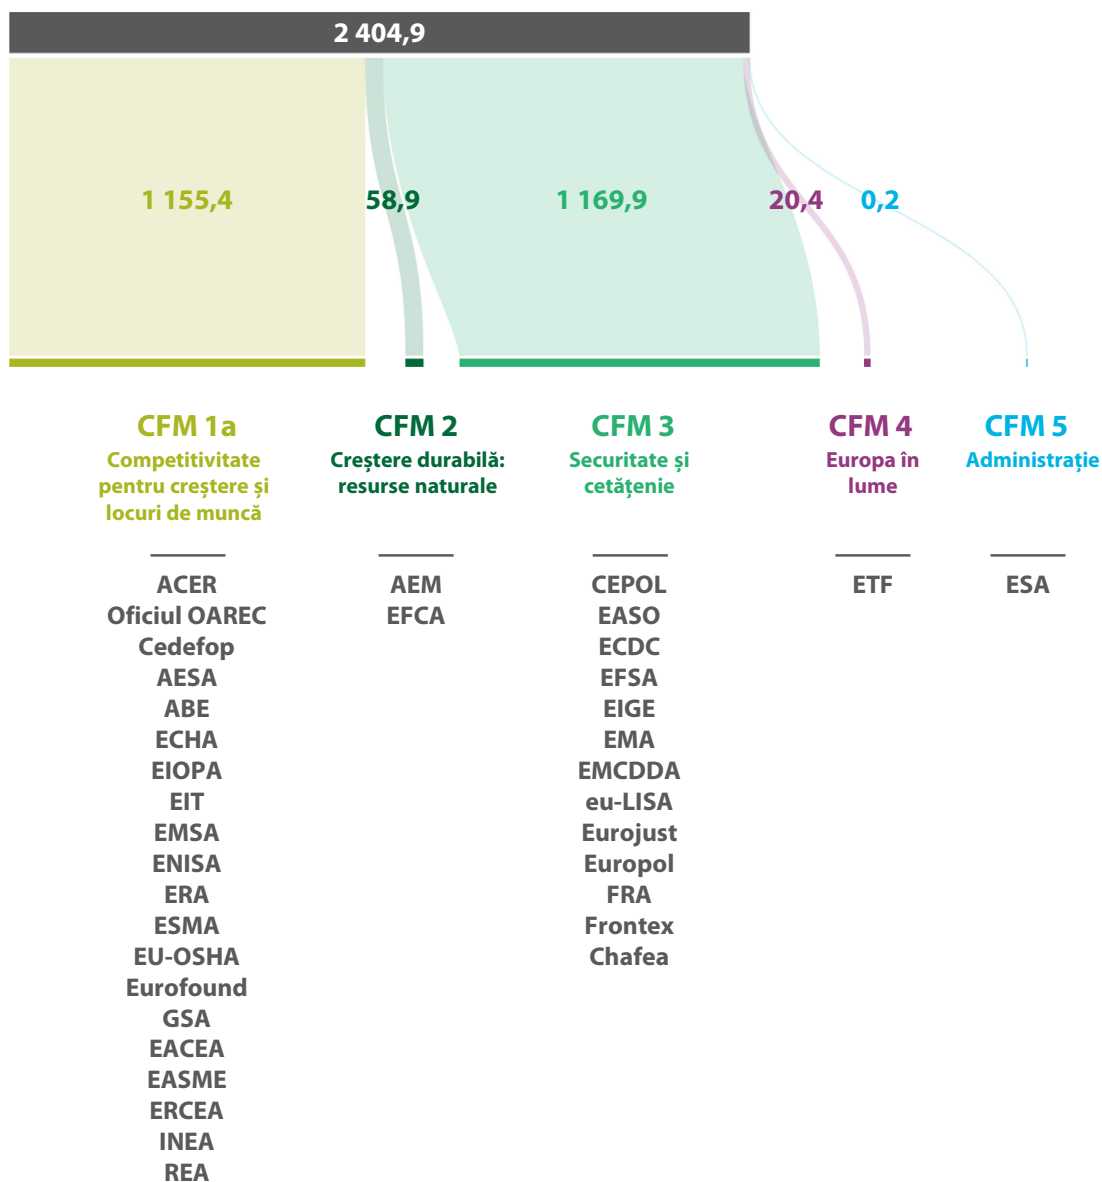 2 404,9
1 155,4
58,9
1 169,9
20,4
0,2
CFM 1a
Competitivitate
pentru creștere și
locuri de muncă
CFM 2
Creștere durabilă:
resurse naturale
CFM 3
Securitate și
cetățenie
CFM 4
Europa în
lume
CFM 5
Administrație
ACER
Oficiul OAREC
Cedefop
AESA
ABE
ECHA
EIOPA
EIT
EMSA
ENISA
ERA
ESMA
EU-OSHA
Eurofound
GSA
EACEA
EASME
ERCEA
INEA
REA
AEM
EFCA
CEPOL
EASO
ECDC
EFSA
EIGE
EMA
EMCDDA
eu-LISA
Eurojust
Europol
FRA
Frontex
Chafea
ETF
ESA